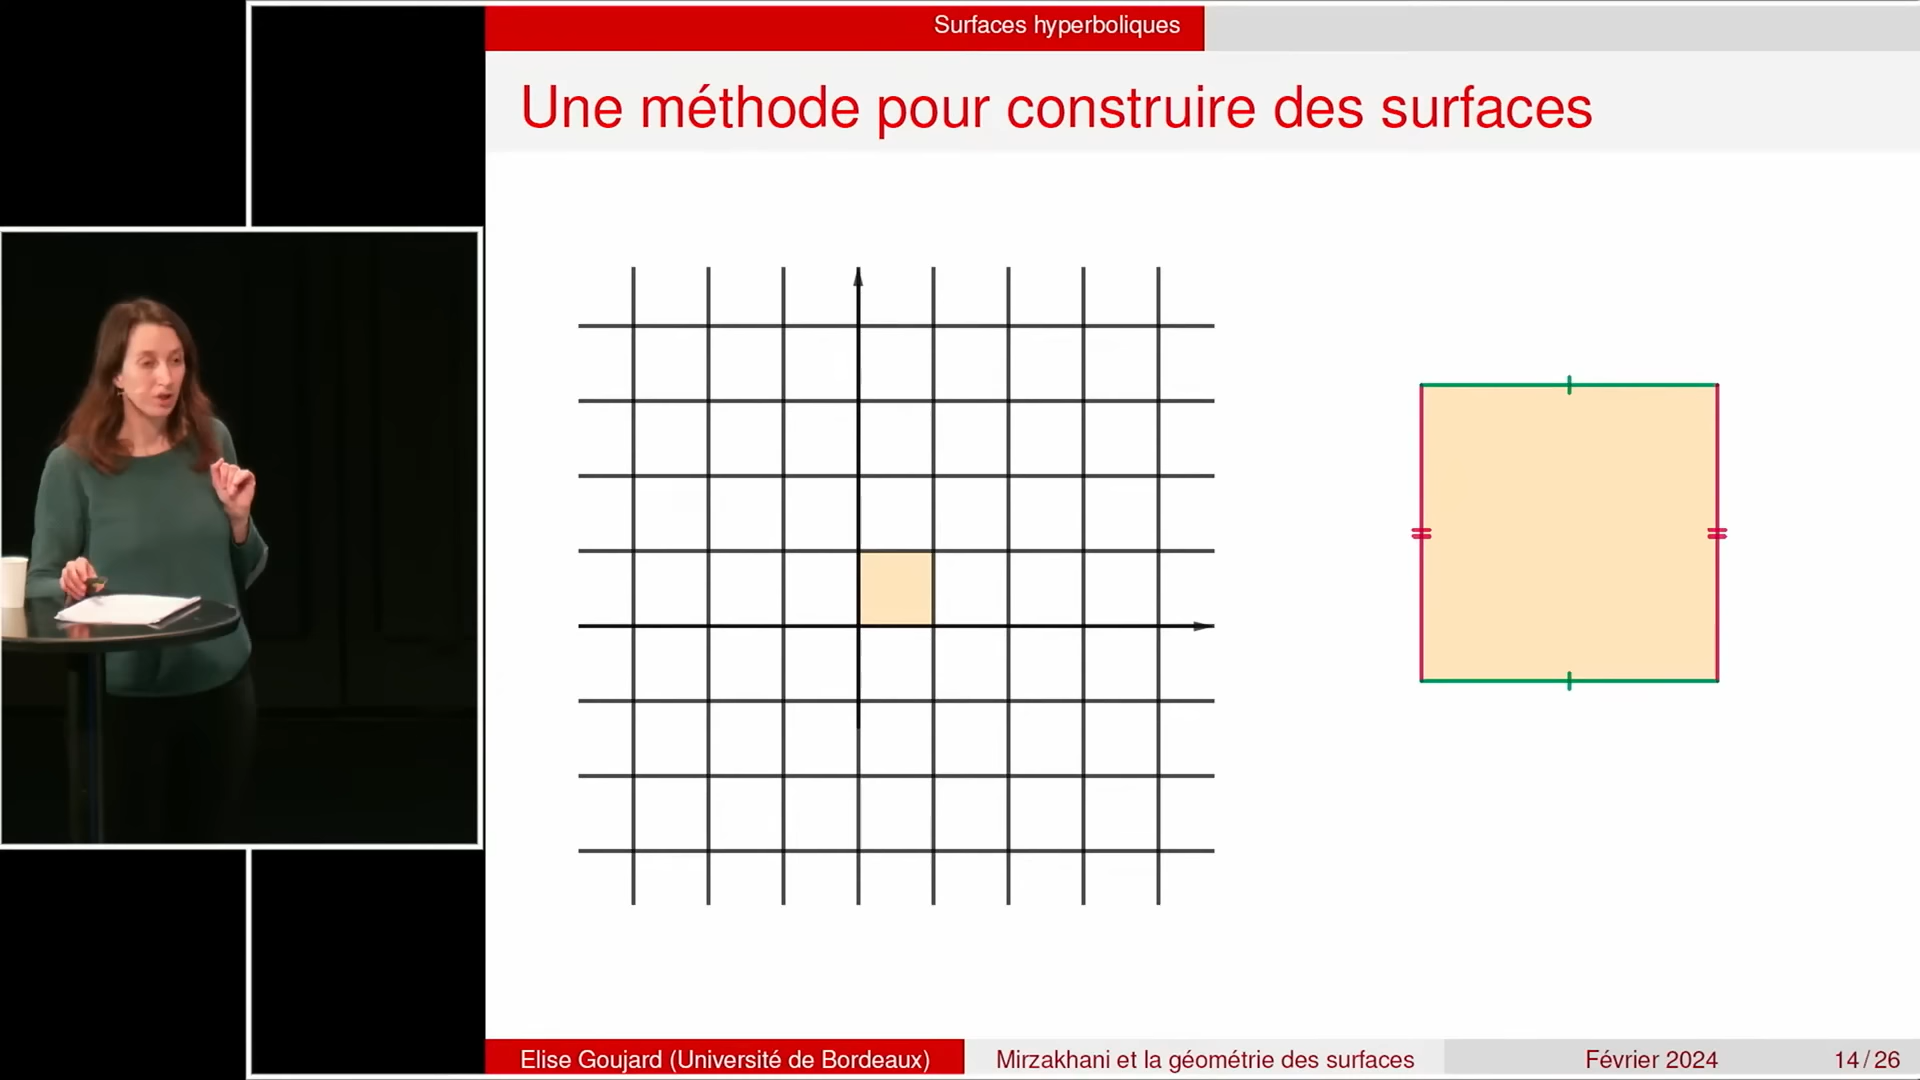 Surfaces hyperboliques
Une méthode pour construire des surfaces
Elise Goujard (Université de Bordeaux)
Mirzakhani et la géométrie des surfaces
Février 2024
14 / 26